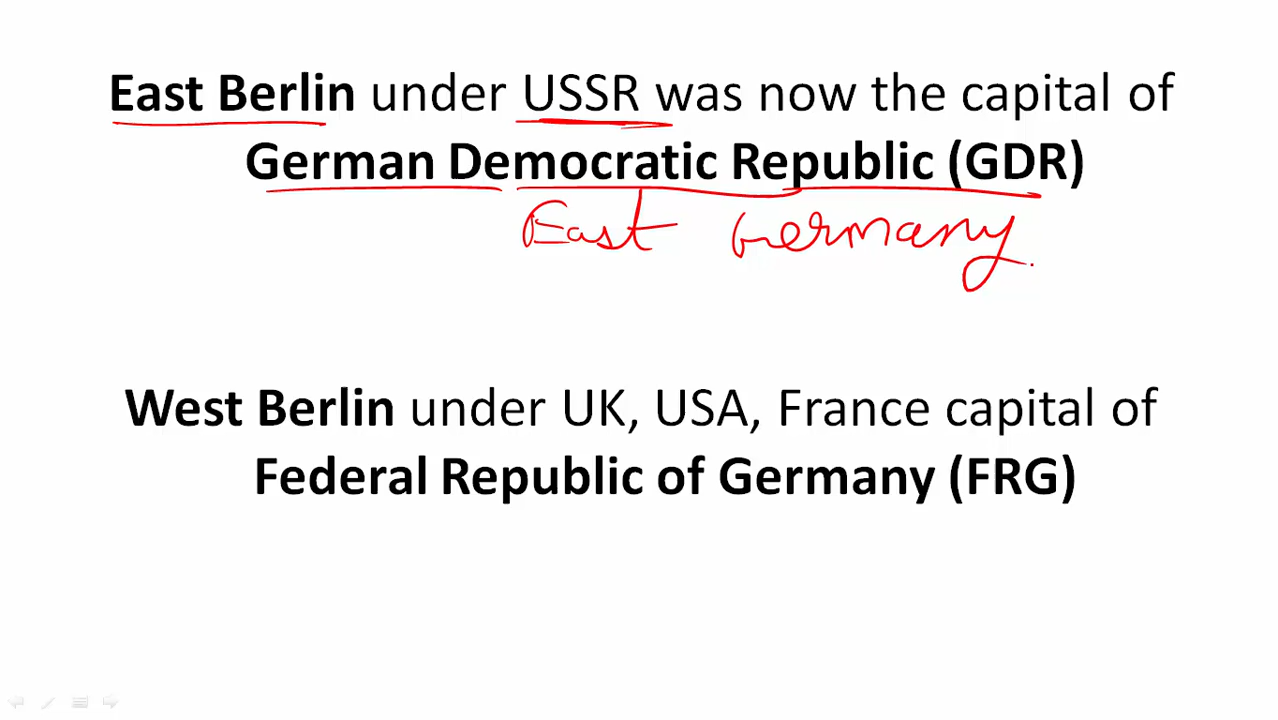 East Berlin under USSR was now the capital of
German Democratic Republic (GDR)
East Germany.
West Berlin under UK, USA, France capital of
Federal Republic of Germany (FRG)